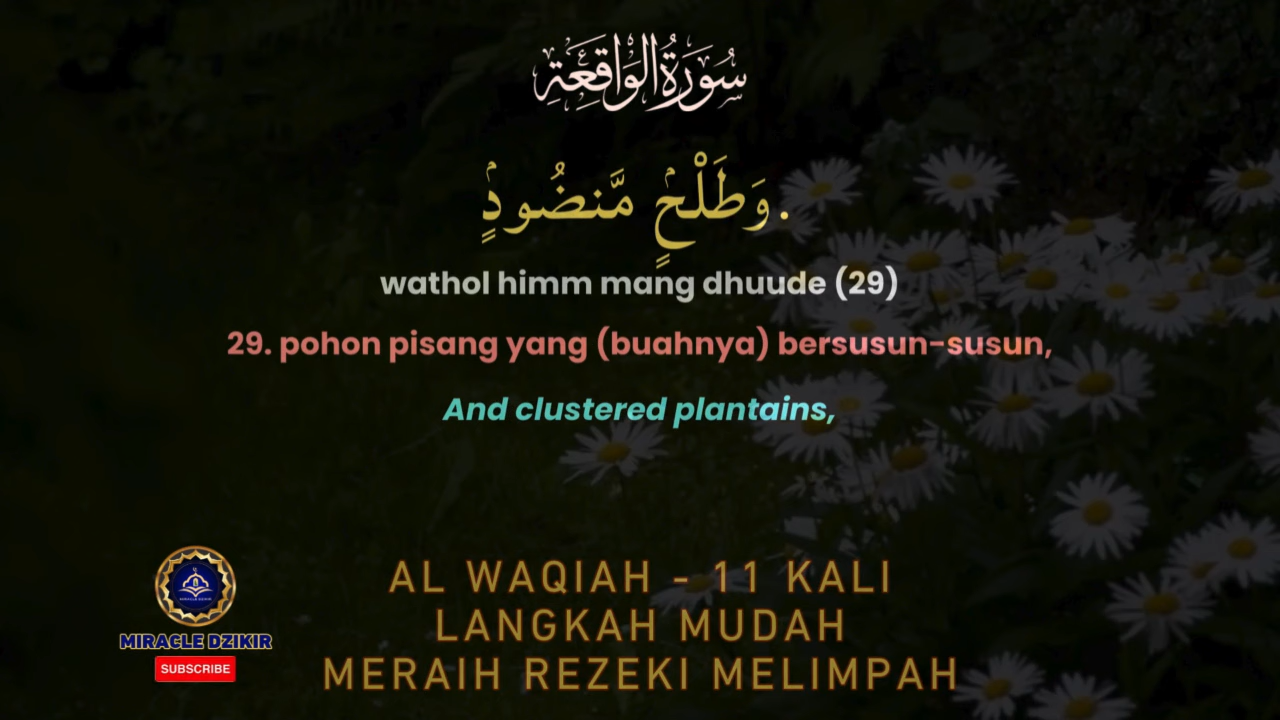 سُورَةُ الوَاقِعَةِ
وَطَلْحٍۢ مَّنضُودٍۢ.
wathol himm mang dhuude (29)
29. pohon pisang yang (buahnya) bersusun-susun,
And clustered plantains,
AL WAQIAH - 11 KALI
LANGKAH MUDAH
MERAIH REZEKI MELIMPAH
MIRACLE DZIKIR
SUBSCRIBE